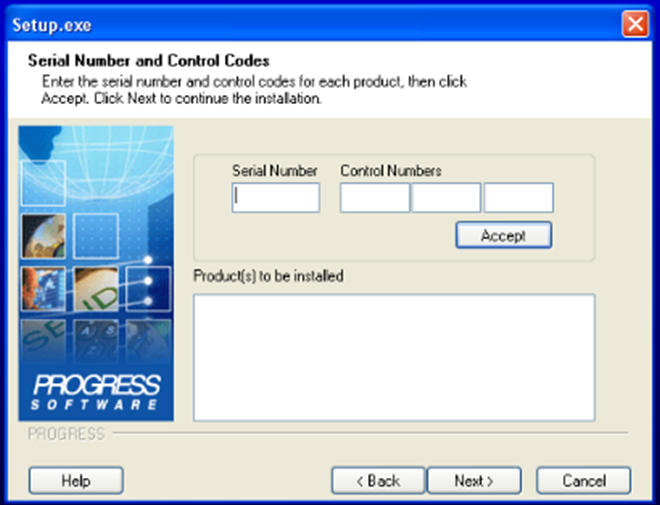 Setup.exe
Serial Number and Control Codes
Enter the serial number and control codes for each product, then click
Accept. Click Next to continue the installation.
Serial Number Control Numbers
Accept
Product(s) to be installed
SEND
A S
E F
PROGRESS
SOFTWARE
PROGRESS
Help < Back Next > Cancel